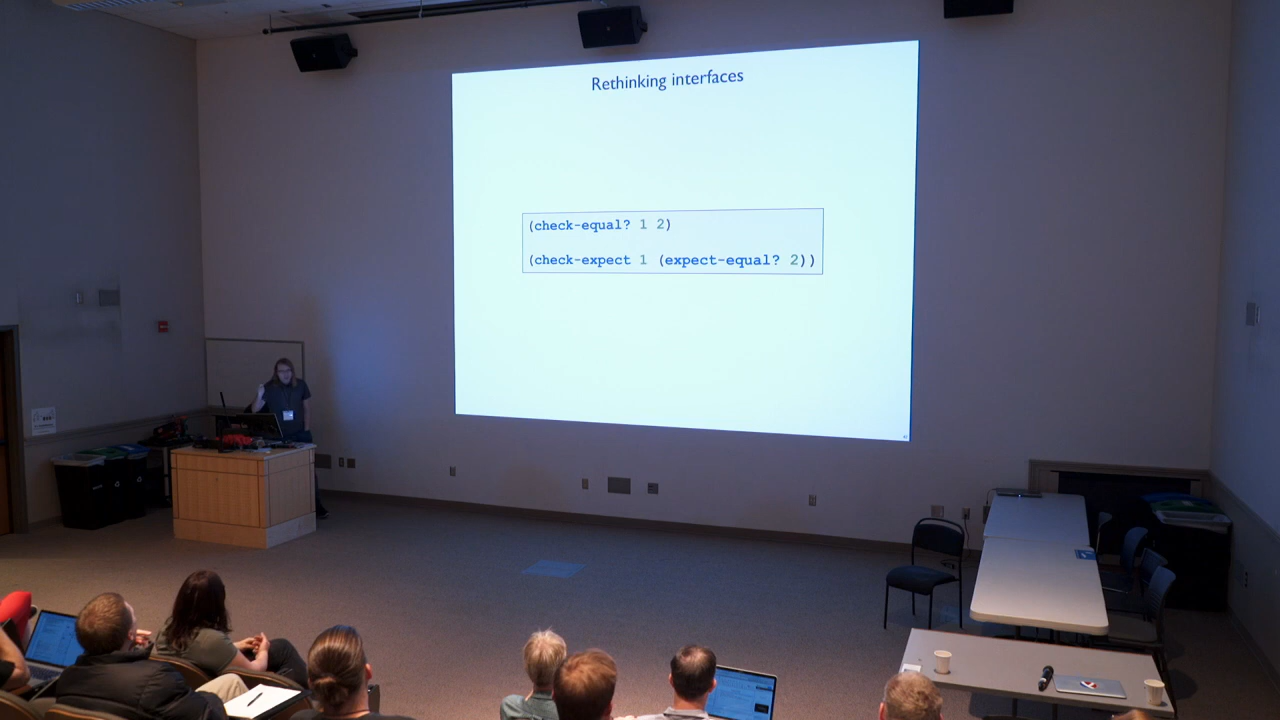 Rethinking interfaces
(check-equal? 1 2)
(check-expect 1 (expect-equal? 2))